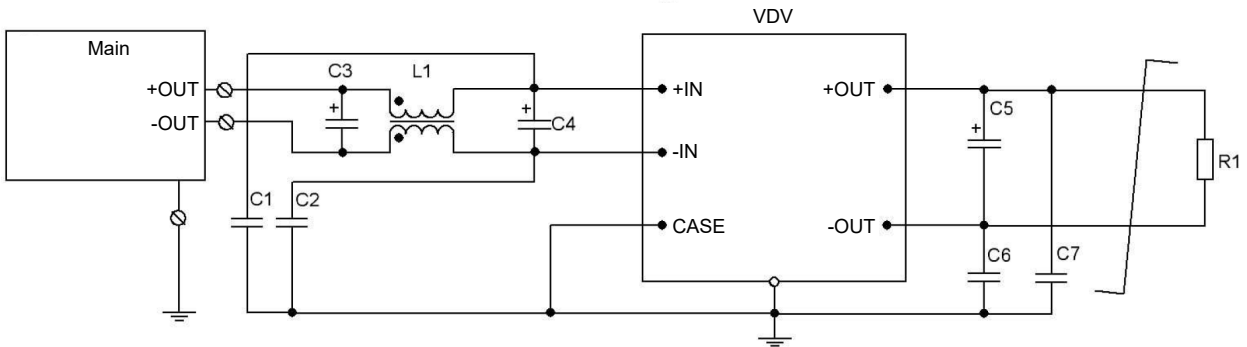 VDV
Main
+OUT
-OUT
C3
+
L1
+
C4
C1
C2
+IN
-IN
CASE
+OUT
-OUT
C5
+
C6
C7
R1